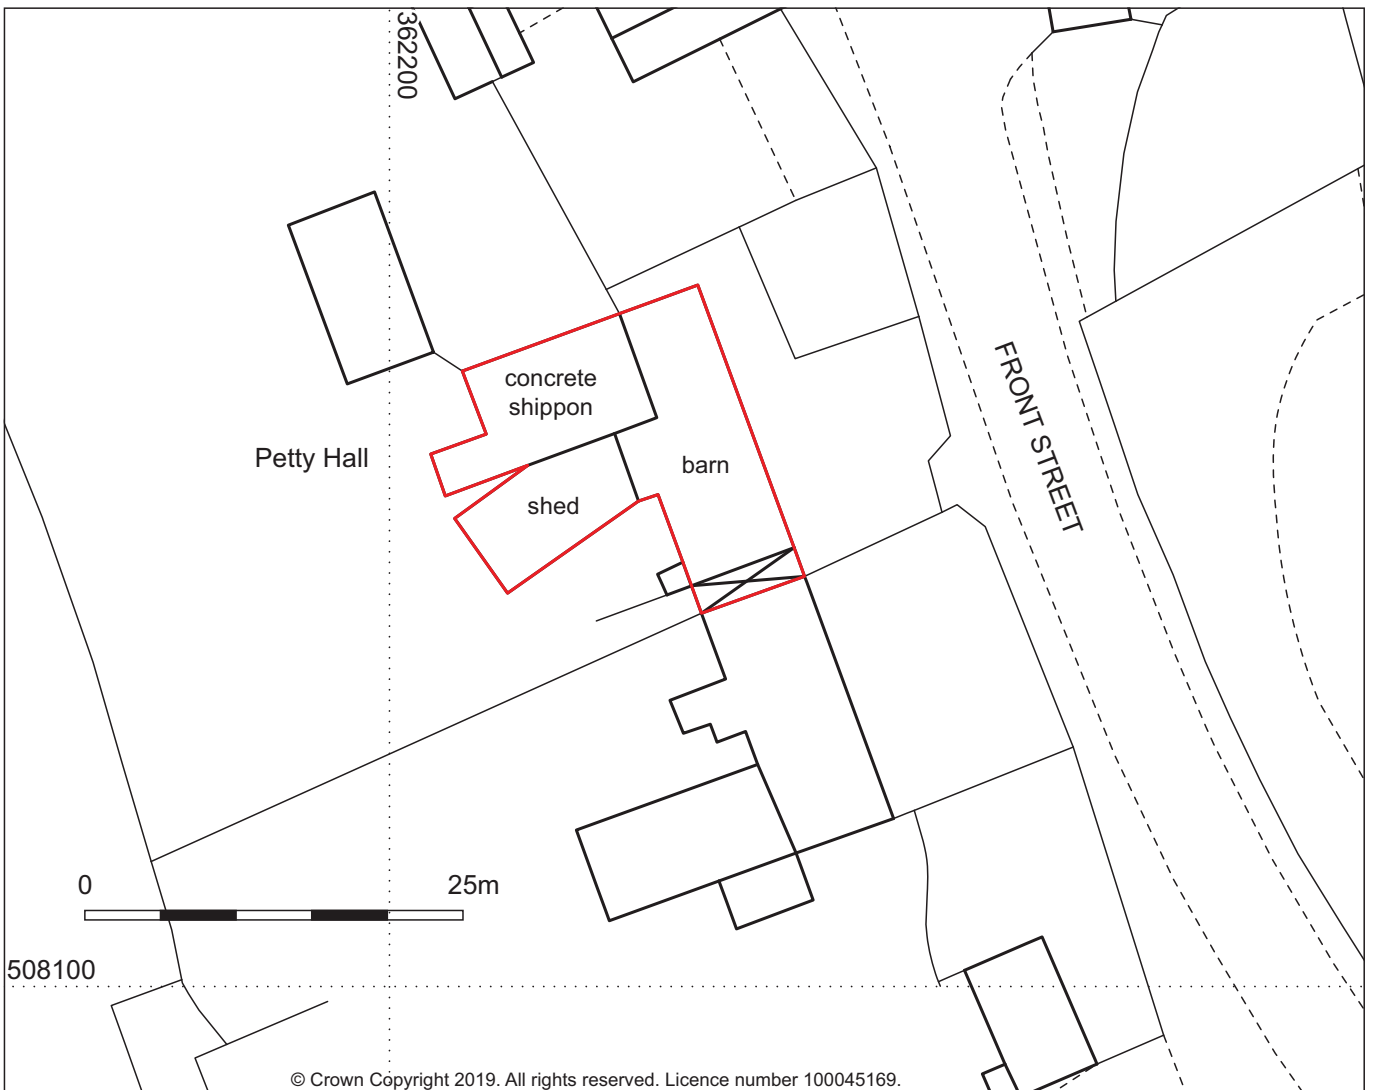 362200
FRONT STREET
concrete
shippon
Petty Hall
barn
shed
0
25m
508100
© Crown Copyright 2019. All rights reserved. Licence number 100045169.